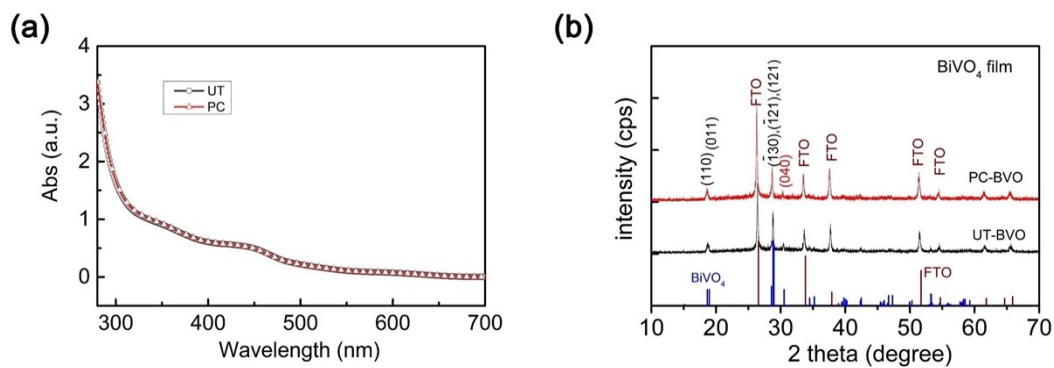 (a)
4
3
2
1
0
Abs (a.u.)
UT
PC
300 400 500 600 700
Wavelength (nm)
(b)
intensity (cps)
BiVO₄ film
(110)
(011)
FTO
(1̄30),(1̄21),(121)
(040)
FTO
FTO
FTO
FTO
PC-BVO
UT-BVO
BiVO₄
FTO
10 20 30 40 50 60 70
2 theta (degree)